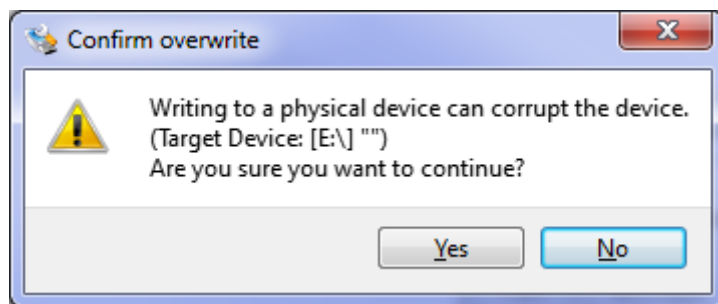 Confirm overwrite
Writing to a physical device can corrupt the device.
(Target Device: [E:\] "")
Are you sure you want to continue?
Yes
No